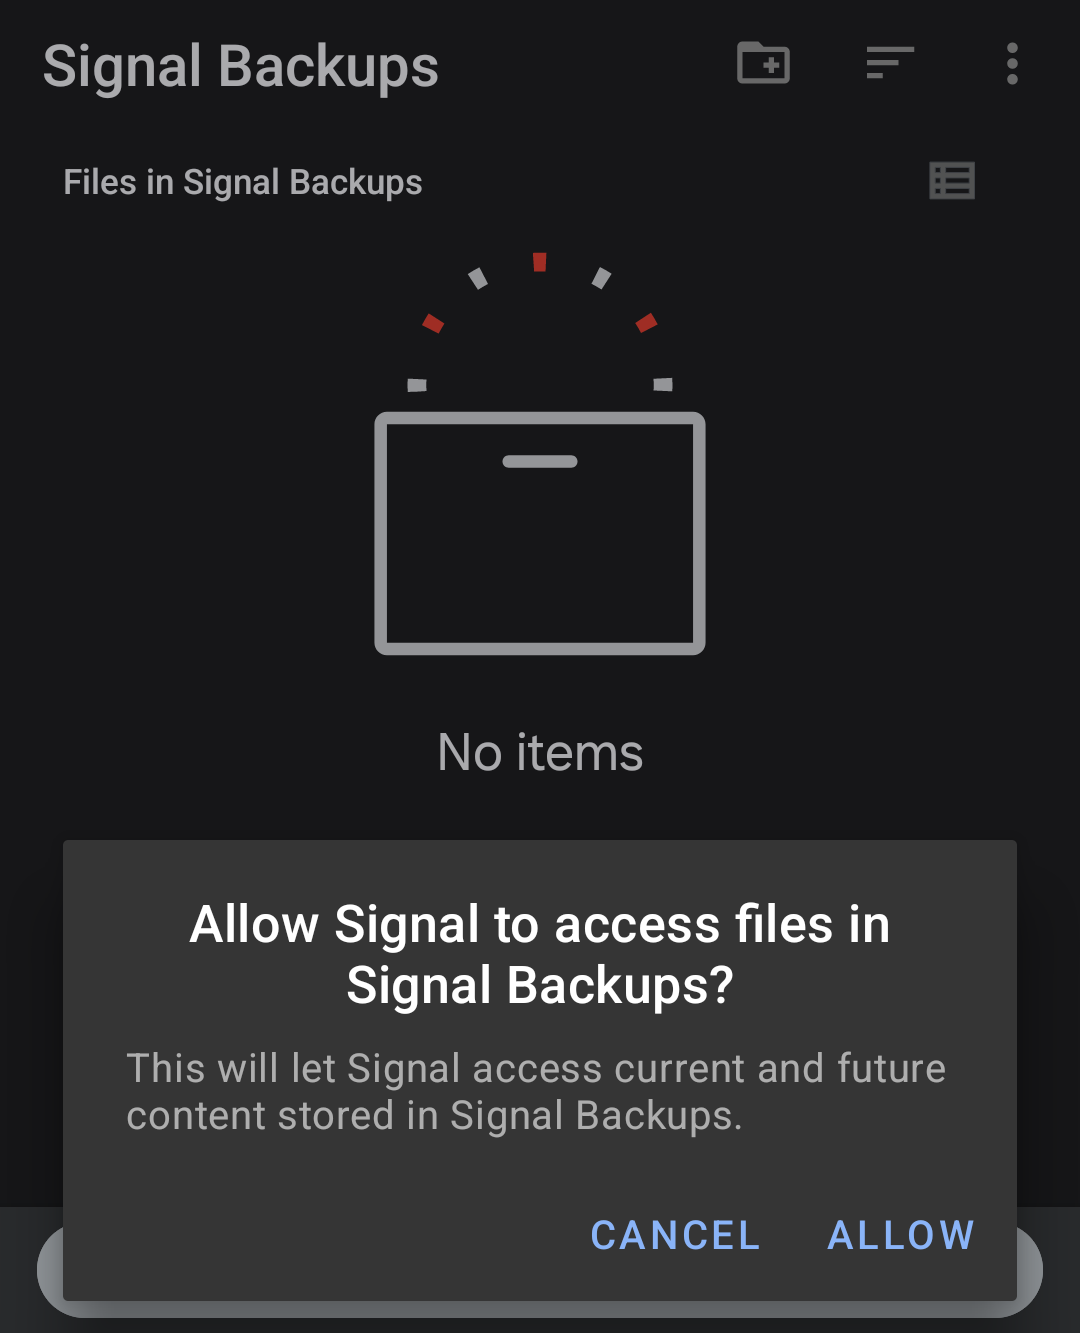 Signal Backups
Files in Signal Backups
No items
Allow Signal to access files in
Signal Backups?
This will let Signal access current and future
content stored in Signal Backups.
CANCEL ALLOW